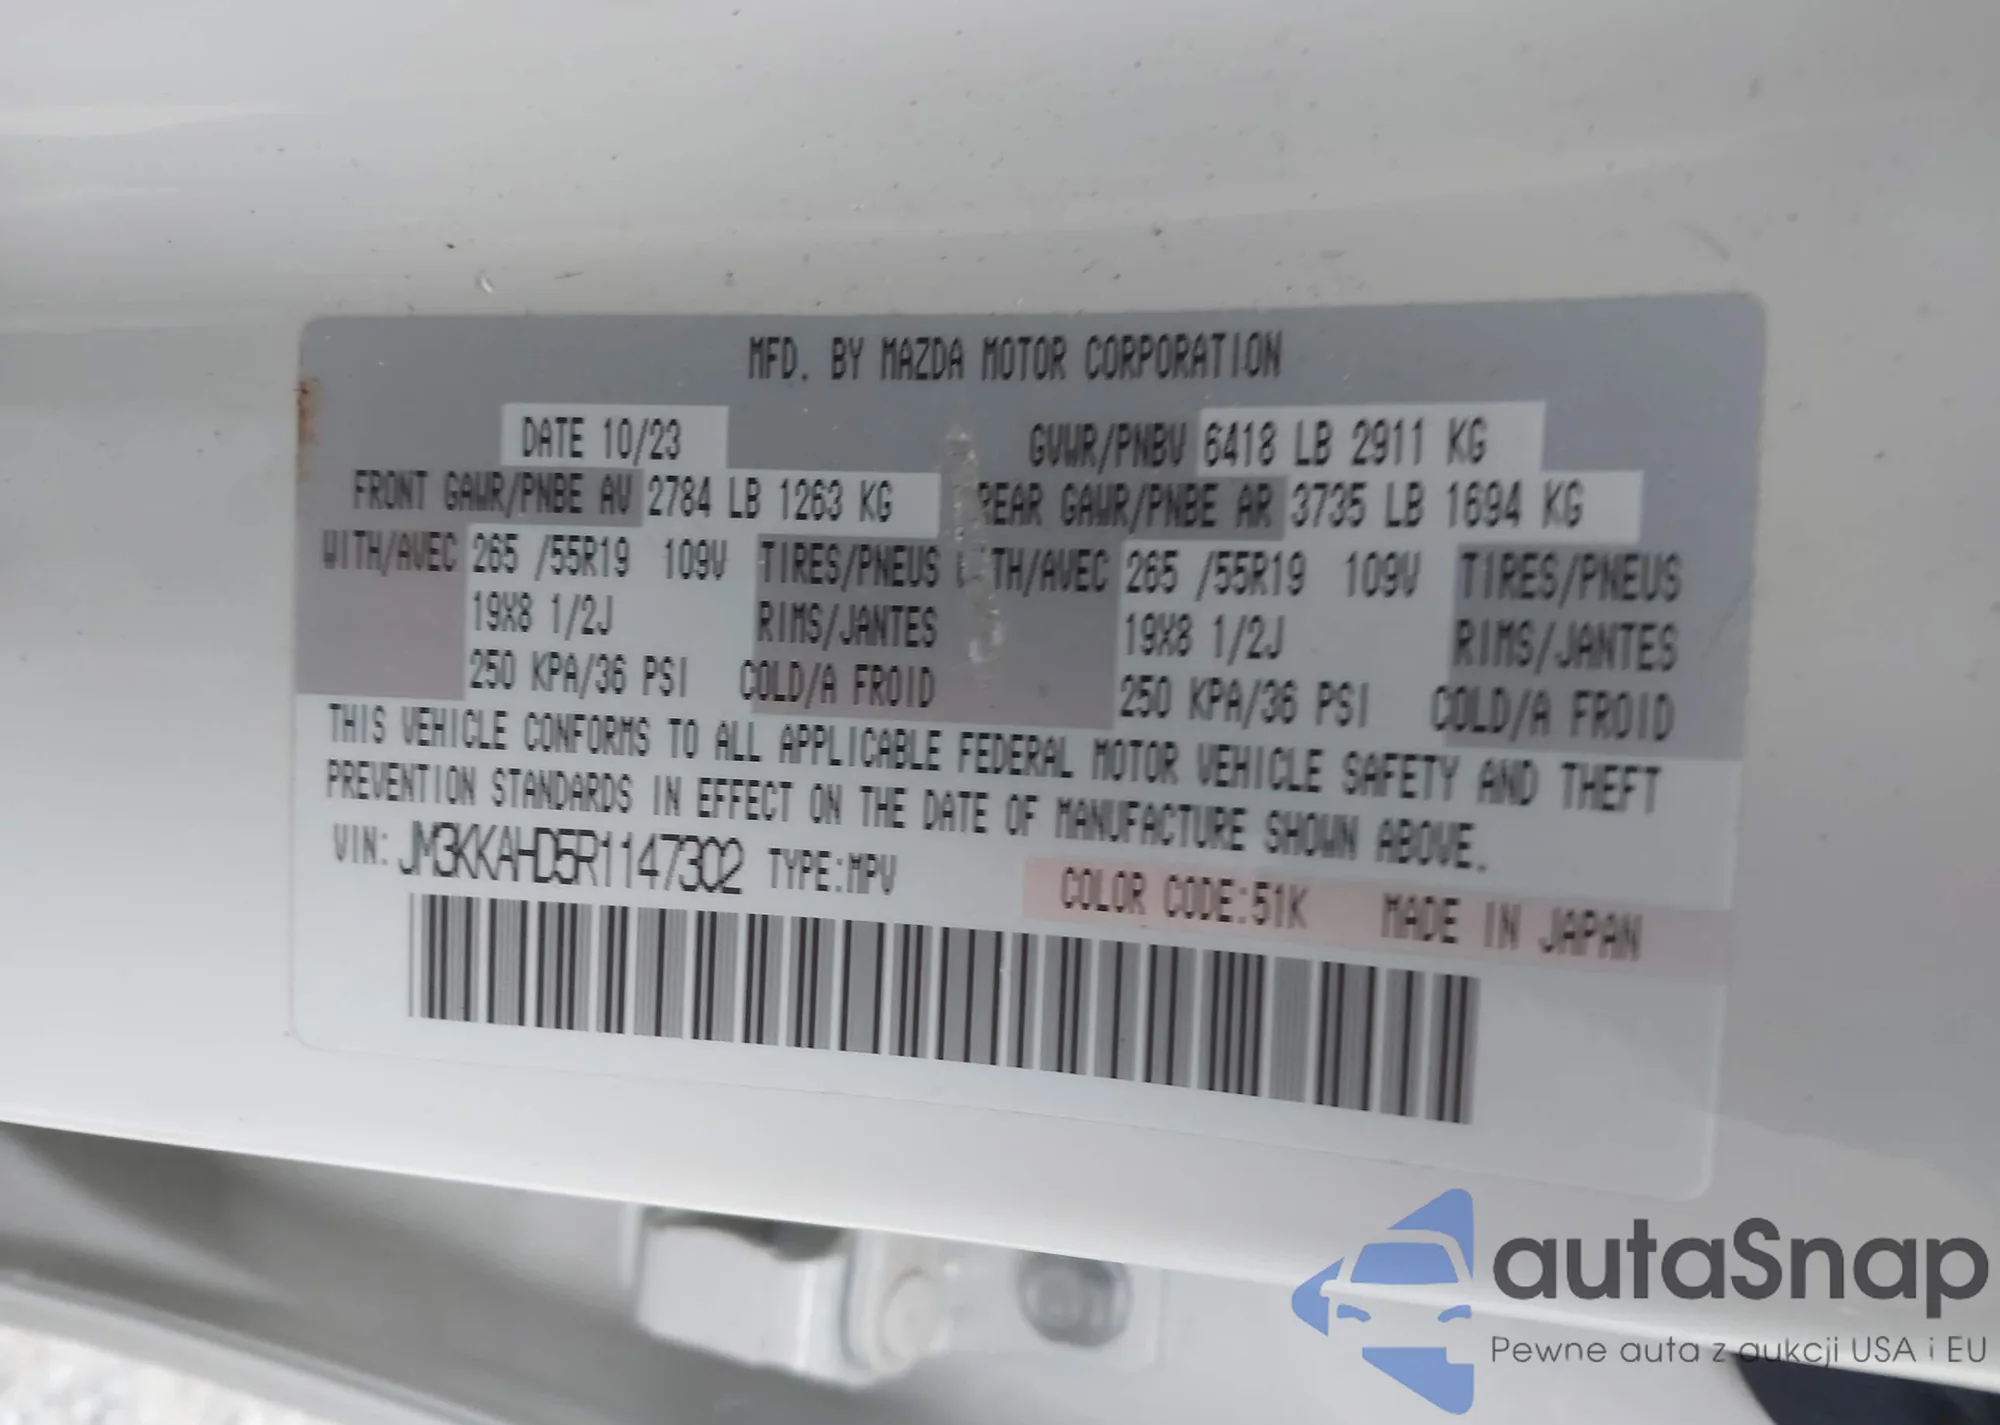 MFD. BY MAZDA MOTOR CORPORATION
DATE 10/23 GVWR/PNBV 6418 LB 2911 KG
FRONT GAWR/PNBE AV 2784 LB 1263 KG REAR GAWR/PNBE AR 3735 LB 1694 KG
WITH/AVEC 265 /55R19 109V TIRES/PNEUS WITH/AVEC 265 /55R19 109V TIRES/PNEUS
19X8 1/2J RIMS/JANTES 19X8 1/2J RIMS/JANTES
250 KPA/36 PSI COLD/A FROID 250 KPA/36 PSI COLD/A FROID
THIS VEHICLE CONFORMS TO ALL APPLICABLE FEDERAL MOTOR VEHICLE SAFETY AND THEFT
PREVENTION STANDARDS IN EFFECT ON THE DATE OF MANUFACTURE SHOWN ABOVE.
VIN: JM3KKAHD5R1147302 TYPE:MPV COLOR CODE:51K MADE IN JAPAN
autaSnap
Pewne auta z aukcji USA i EU